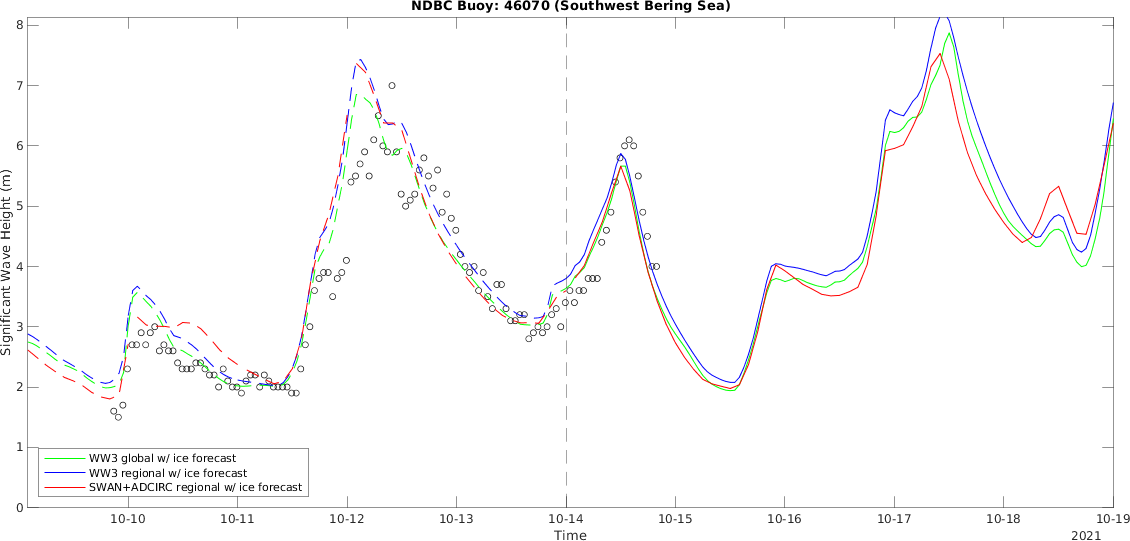 NDBC Buoy: 46070 (Southwest Bering Sea)
8
7
6
5
4
3
2
1
0
Significant Wave Height (m)
WW3 global w/ ice forecast
WW3 regional w/ ice forecast
SWAN+ADCIRC regional w/ ice forecast
10-10 10-11 10-12 10-13 10-14 10-15 10-16 10-17 10-18 10-19
Time
2021